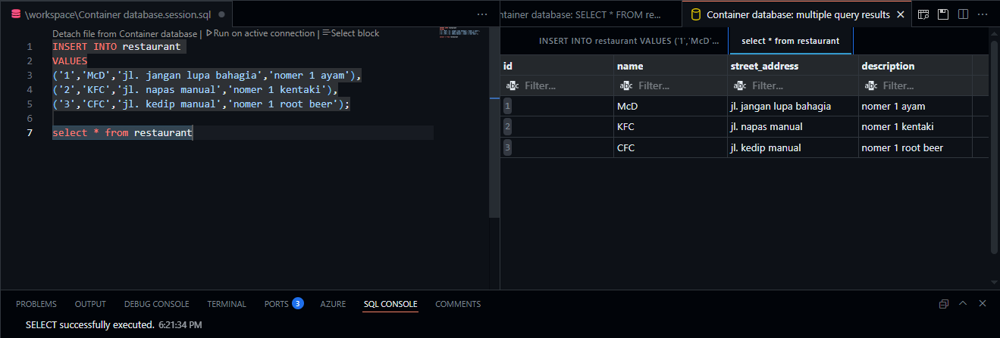 \workspace\Container database.session.sql
Detach file from Container database | Run on active connection | Select block
1 INSERT INTO restaurant
2 VALUES
3 ('1','McD','jl. jangan lupa bahagia','nomer 1 ayam'),
4 ('2','KFC','jl. napas manual','nomer 1 kentaki'),
5 ('3','CFC','jl. kedip manual','nomer 1 root beer');
6
7 select * from restaurant
ntainer database: SELECT * FROM re...
Container database: multiple query results
INSERT INTO restaurant VALUES ('1','McD'...
select * from restaurant
id name street_address description
abc Filter... abc Filter... abc Filter... abc Filter...
1 McD jl. jangan lupa bahagia nomer 1 ayam
2 KFC jl. napas manual nomer 1 kentaki
3 CFC jl. kedip manual nomer 1 root beer
PROBLEMS OUTPUT DEBUG CONSOLE TERMINAL PORTS 3 AZURE SQL CONSOLE COMMENTS
SELECT successfully executed. 6:21:34 PM